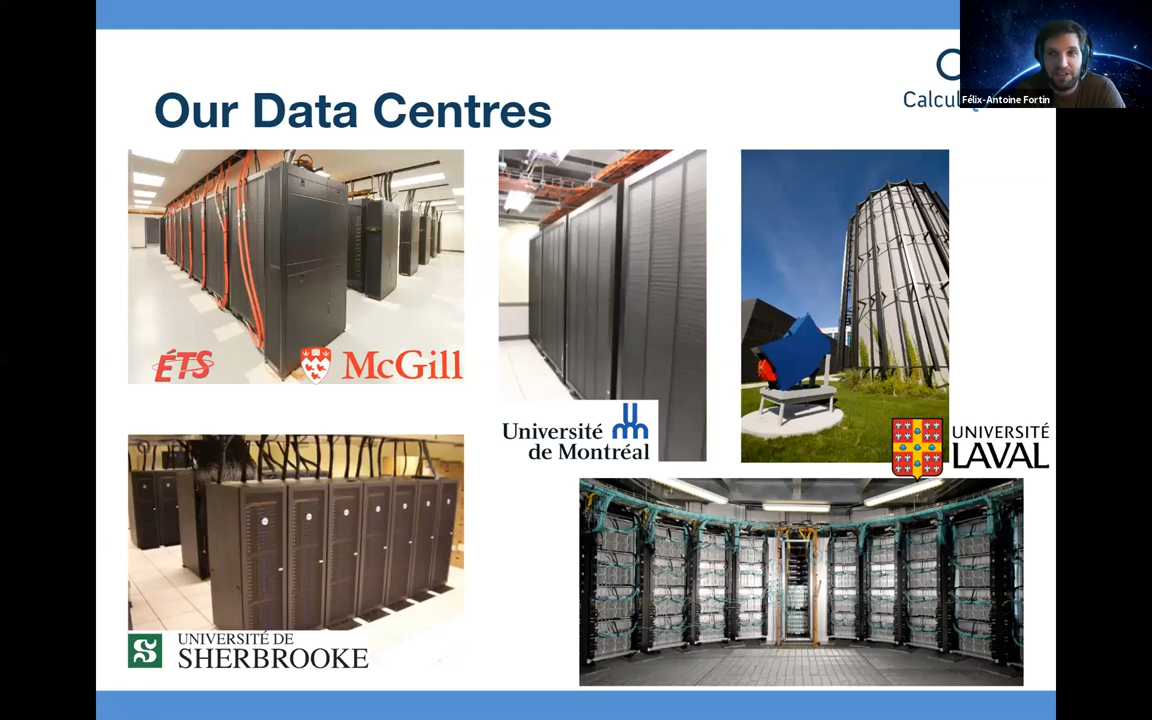 Our Data Centres
Calcul
Félix-Antoine Fortin
ÉTS
McGill
Université
de Montréal
UNIVERSITÉ
LAVAL
UNIVERSITÉ DE
SHERBROOKE